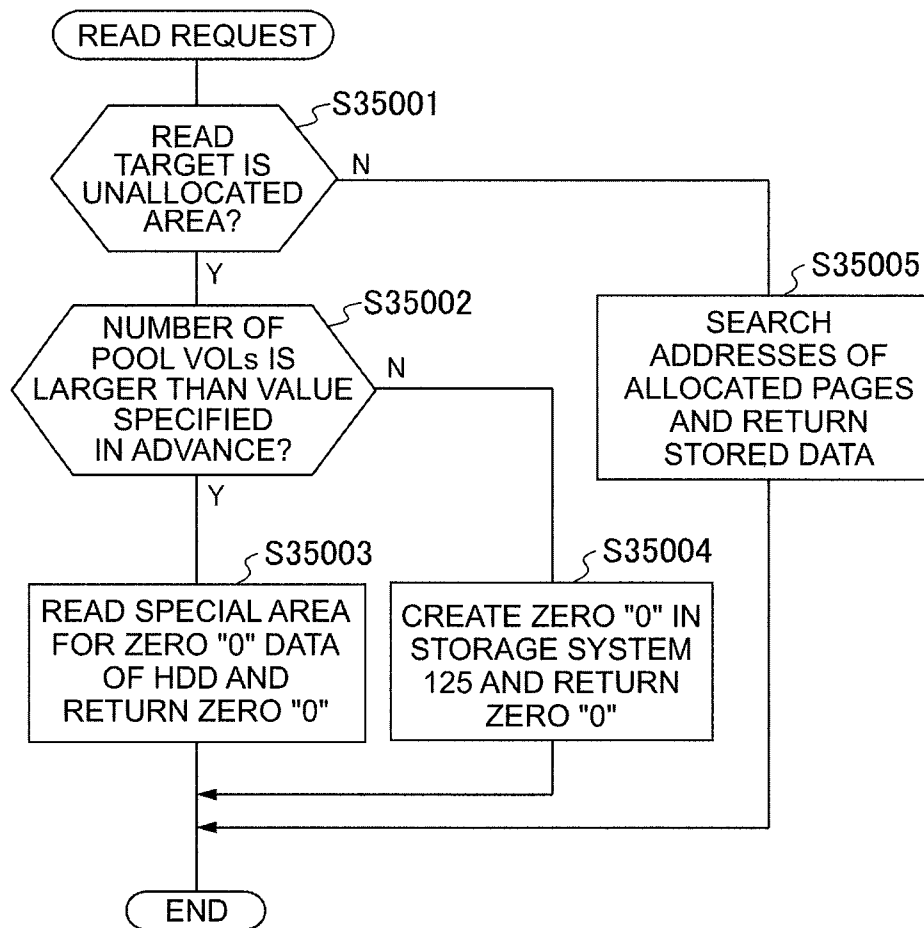 READ REQUEST
S35001
READ
TARGET IS
UNALLOCATED
AREA?
N
Y
S35002
NUMBER OF
POOL VOLs IS
LARGER THAN VALUE
SPECIFIED
IN ADVANCE?
N
Y
S35005
SEARCH
ADDRESSES OF
ALLOCATED PAGES
AND RETURN
STORED DATA
S35003
READ SPECIAL AREA
FOR ZERO "0" DATA
OF HDD AND
RETURN ZERO "0"
S35004
CREATE ZERO "0" IN
STORAGE SYSTEM
125 AND RETURN
ZERO "0"
END